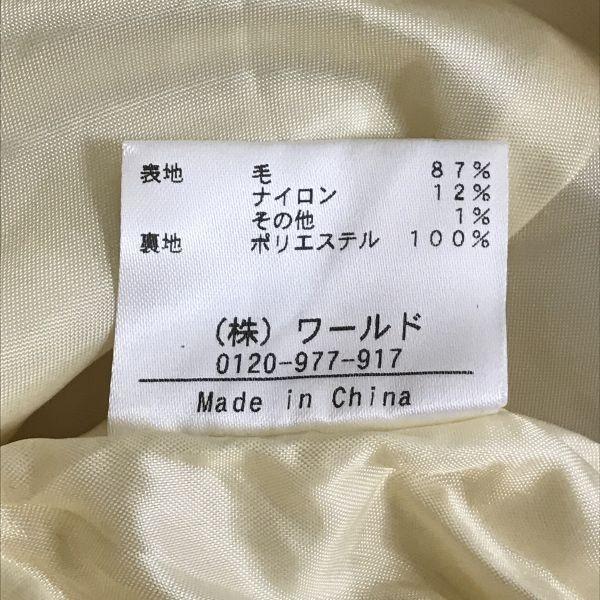 表地 毛 87%
ナイロン 12%
その他 1%
裏地 ポリエステル 100%
(株) ワールド
0120-977-917
Made in China